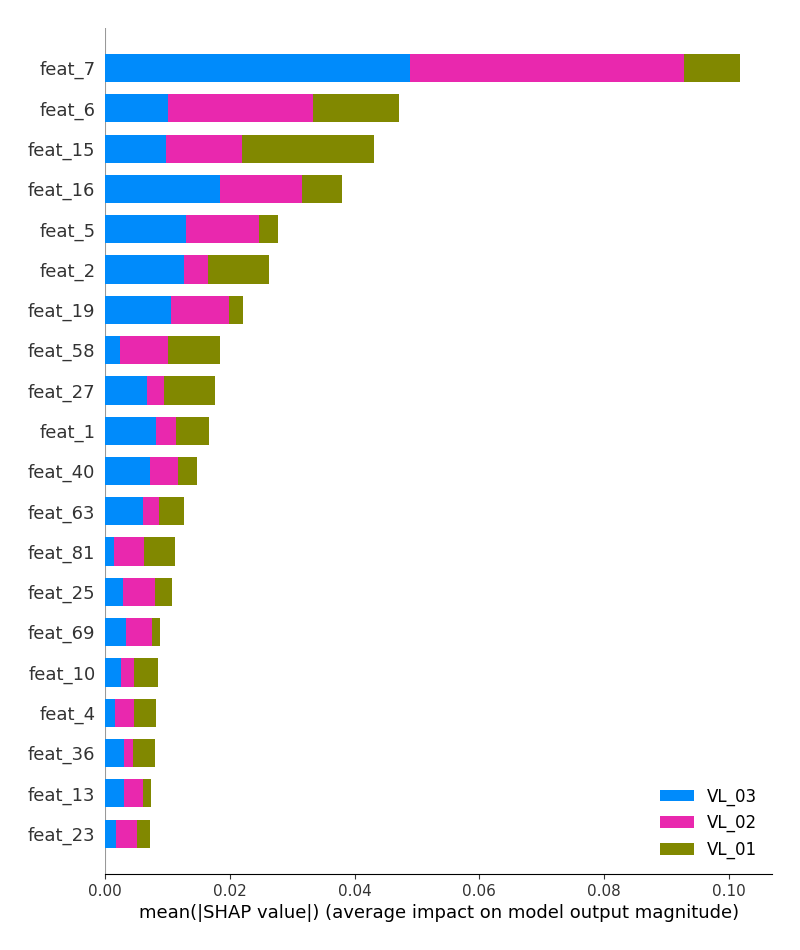 feat_7
feat_6
feat_15
feat_16
feat_5
feat_2
feat_19
feat_58
feat_27
feat_1
feat_40
feat_63
feat_81
feat_25
feat_69
feat_10
feat_4
feat_36
feat_13
feat_23
VL_03
VL_02
VL_01
0.00 0.02 0.04 0.06 0.08 0.10
mean(|SHAP value|) (average impact on model output magnitude)